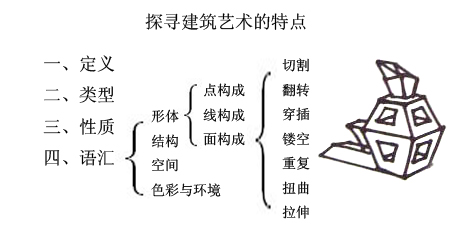 探寻建筑艺术的特点
一、定义
二、类型
三、性质
四、语汇
形体
结构
空间
色彩与环境
点构成
线构成
面构成
切割
翻转
穿插
镂空
重复
扭曲
拉伸